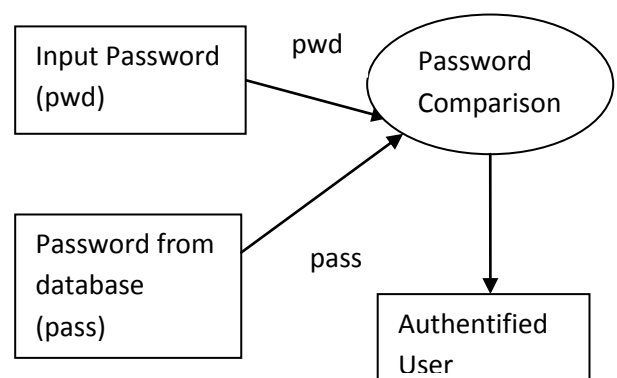 Input Password
(pwd)
pwd
Password
Comparison
Password from
database
(pass)
pass
Authentified
User